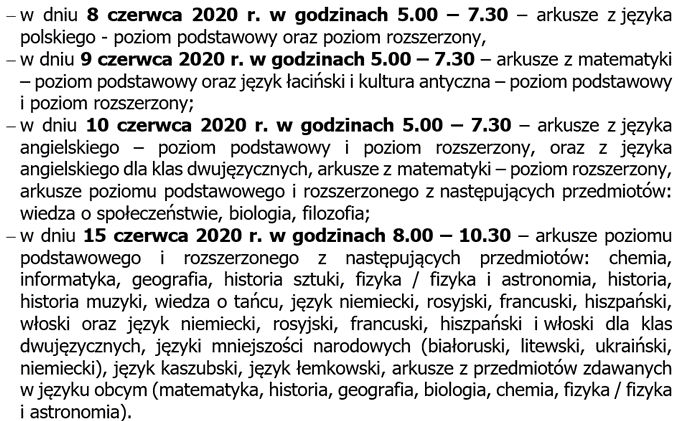 – w dniu 8 czerwca 2020 r. w godzinach 5.00 – 7.30 – arkusze z języka
polskiego - poziom podstawowy oraz poziom rozszerzony,
– w dniu 9 czerwca 2020 r. w godzinach 5.00 – 7.30 – arkusze z matematyki
– poziom podstawowy oraz język łaciński i kultura antyczna – poziom podstawowy
i poziom rozszerzony;
– w dniu 10 czerwca 2020 r. w godzinach 5.00 – 7.30 – arkusze z języka
angielskiego – poziom podstawowy i poziom rozszerzony, oraz z języka
angielskiego dla klas dwujęzycznych, arkusze z matematyki – poziom rozszerzony,
arkusze poziomu podstawowego i rozszerzonego z następujących przedmiotów:
wiedza o społeczeństwie, biologia, filozofia;
– w dniu 15 czerwca 2020 r. w godzinach 8.00 – 10.30 – arkusze poziomu
podstawowego i rozszerzonego z następujących przedmiotów: chemia,
informatyka, geografia, historia sztuki, fizyka / fizyka i astronomia, historia,
historia muzyki, wiedza o tańcu, język niemiecki, rosyjski, francuski, hiszpański,
włoski oraz język niemiecki, rosyjski, francuski, hiszpański i włoski dla klas
dwujęzycznych, języki mniejszości narodowych (białoruski, litewski, ukraiński,
niemiecki), język kaszubski, język łemkowski, arkusze z przedmiotów zdawanych
w języku obcym (matematyka, historia, geografia, biologia, chemia, fizyka / fizyka
i astronomia).